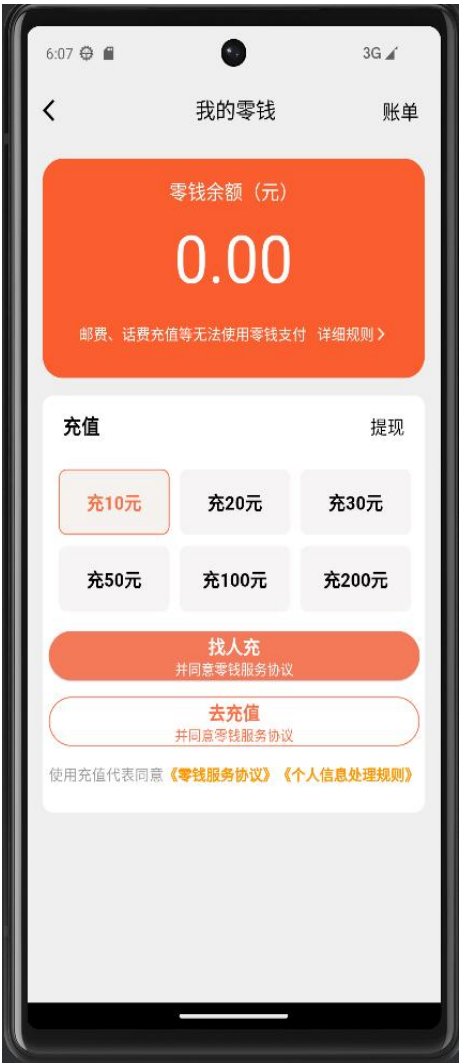 6:07
3G
我的零钱
账单
零钱余额（元）
0.00
邮费、话费充值等无法使用零钱支付 详细规则
充值
提现
充10元
充20元
充30元
充50元
充100元
充200元
找人充
并同意零钱服务协议
去充值
并同意零钱服务协议
使用充值代表同意《零钱服务协议》《个人信息处理规则》